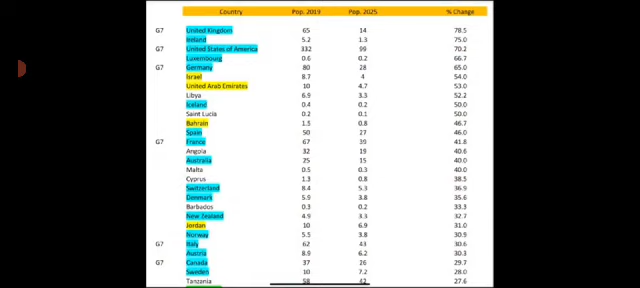 Country Pop. 2019 Pop. 2025 % Change
G7 United Kingdom 65 14 78.5
Ireland 5.2 1.3 75.0
G7 United States of America 332 99 70.2
Luxembourg 0.6 0.2 66.7
G7 Germany 80 28 65.0
Israel 8.7 4 54.0
United Arab Emirates 10 4.7 53.0
Libya 6.9 3.3 52.2
Iceland 0.4 0.2 50.0
Saint Lucia 0.2 0.1 50.0
Bahrain 1.5 0.8 46.7
Spain 50 27 46.0
G7 France 67 39 41.8
Angola 32 19 40.6
Australia 25 15 40.0
Malta 0.5 0.3 40.0
Cyprus 1.3 0.8 38.5
Switzerland 8.4 5.3 36.9
Denmark 5.9 3.8 35.6
Barbados 0.3 0.2 33.3
New Zealand 4.9 3.3 32.7
Jordan 10 6.9 31.0
Norway 5.5 3.8 30.9
G7 Italy 62 43 30.6
Austria 8.9 6.2 30.3
G7 Canada 37 26 29.7
Sweden 10 7.2 28.0
Tanzania 58 42 27.6